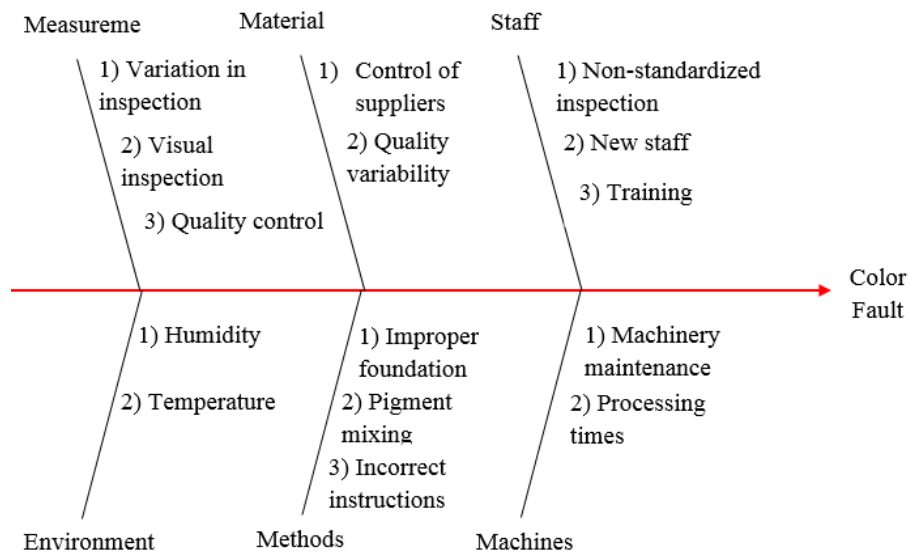 Measureme
Material
Staff
1) Variation in
inspection
2) Visual
inspection
3) Quality control
1) Control of
suppliers
2) Quality
variability
1) Non-standardized
inspection
2) New staff
3) Training
Color
Fault
1) Humidity
2) Temperature
1) Improper
foundation
2) Pigment
mixing
3) Incorrect
instructions
1) Machinery
maintenance
2) Processing
times
Environment
Methods
Machines